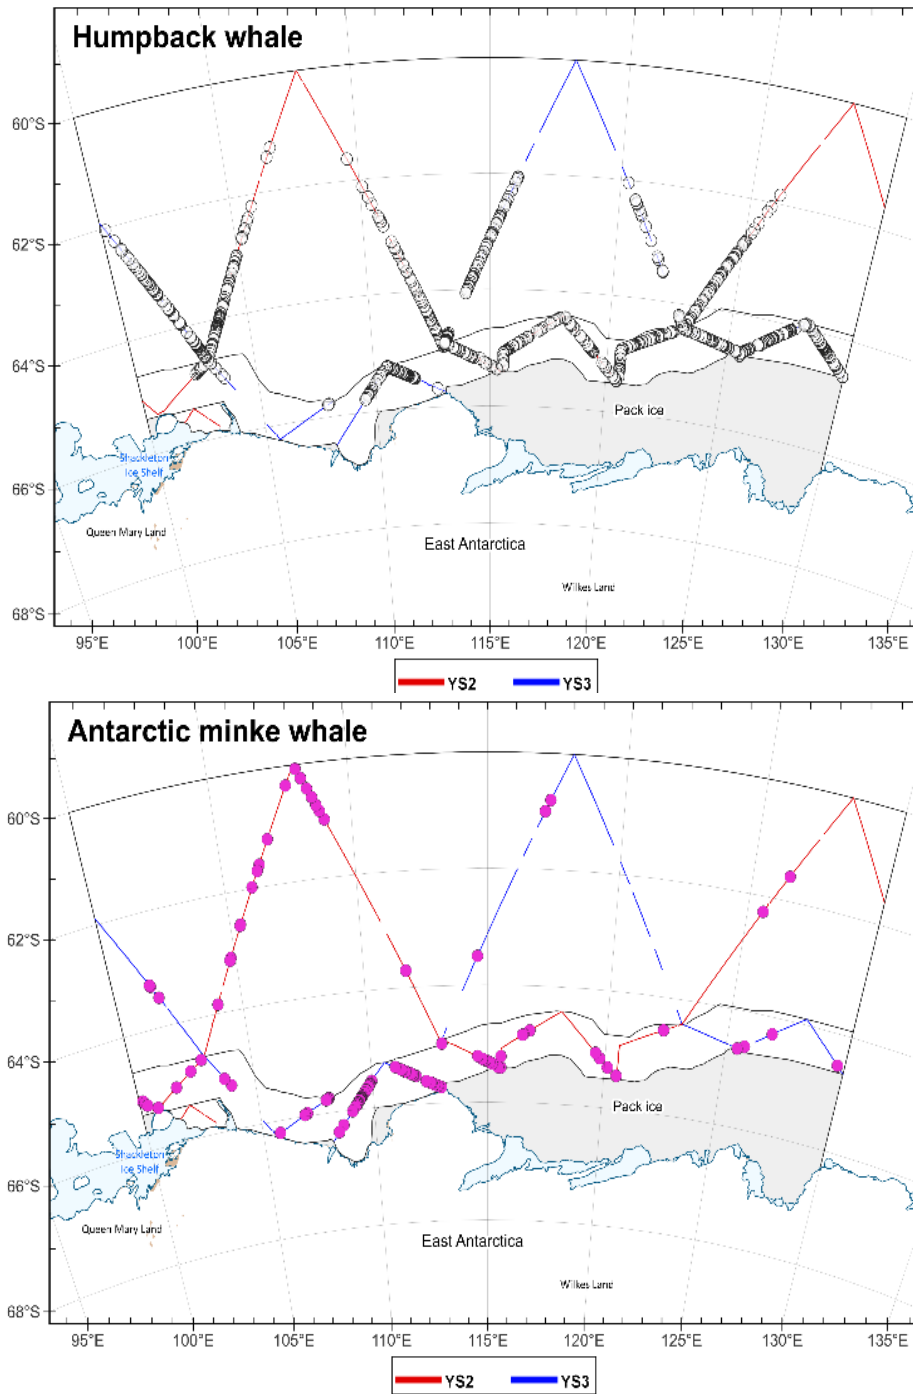 Humpback whale
60°S
62°S
64°S
66°S
68°S
Pack ice
Shackleton
Ice Shelf
Queen Mary Land
East Antarctica
Wilkes Land
95°E 100°E 105°E 110°E 115°E 120°E 125°E 130°E 135°E
YS2 YS3
Antarctic minke whale
60°S
62°S
64°S
66°S
68°S
Pack ice
Shackleton
Ice Shelf
Queen Mary Land
East Antarctica
Wilkes Land
95°E 100°E 105°E 110°E 115°E 120°E 125°E 130°E 135°E
YS2 YS3